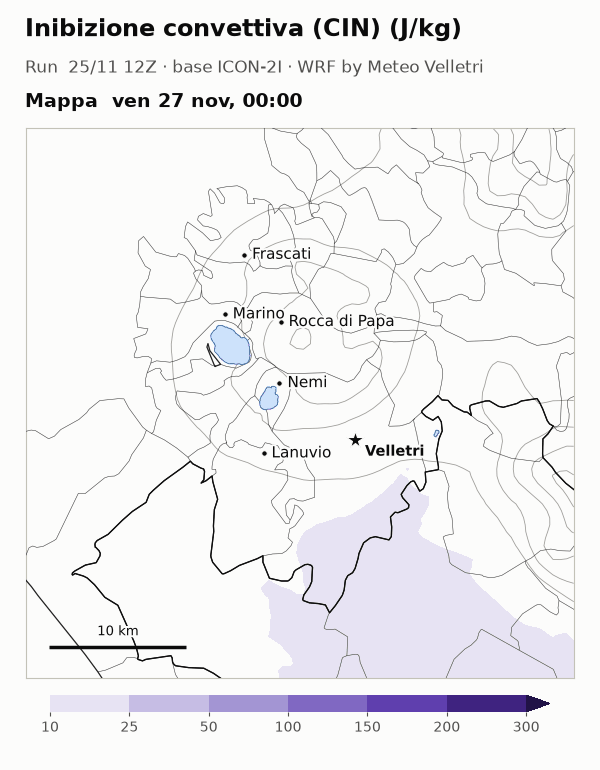 Inibizione convettiva (CIN) (J/kg)
Run  25/11 12Z · base ICON-2I · WRF by Meteo Velletri
Mappa  ven 27 nov, 00:00
Frascati
Marino
Rocca di Papa
Nemi
Velletri
Lanuvio
10 km
10 25 50 100 150 200 300